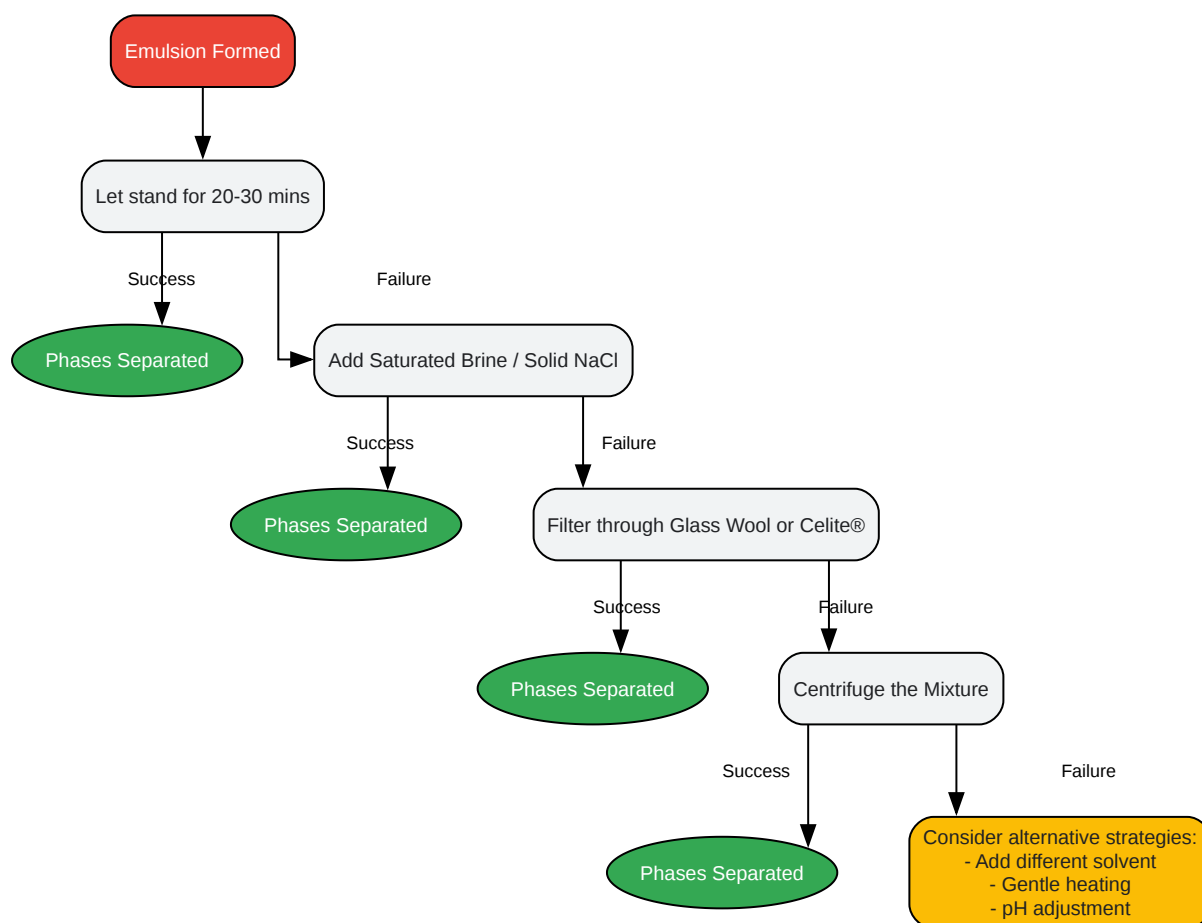 Emulsion Formed
Let stand for 20-30 mins
Success
Failure
Phases Separated
Add Saturated Brine / Solid NaCl
Success
Failure
Phases Separated
Filter through Glass Wool or Celite®
Success
Failure
Phases Separated
Centrifuge the Mixture
Success
Failure
Phases Separated
Consider alternative strategies:
- Add different solvent
- Gentle heating
- pH adjustment